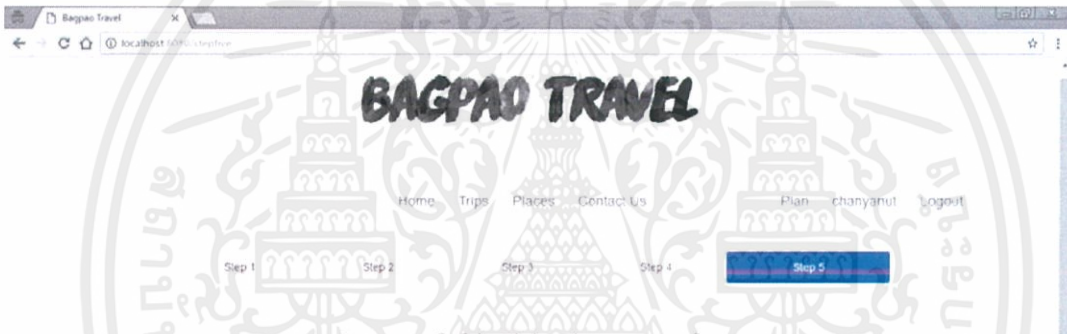 Bagpao Travel
localhost
BAGPAO TRAVEL
Home Trips Places Contact Us Plan chanyanut Logout
Step 1 Step 2 Step 3 Step 4 Step 5